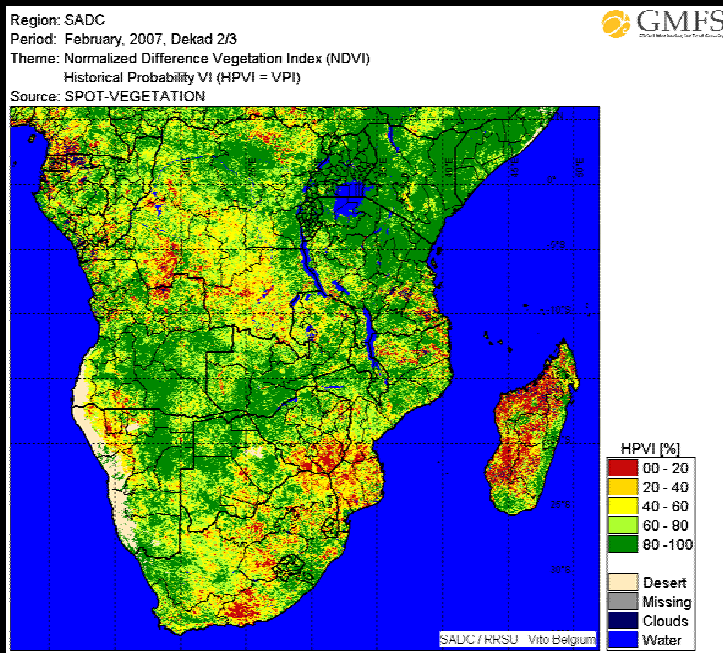 Region: SADC
Period: February, 2007, Dekad 2/3
Theme: Normalized Difference Vegetation Index (NDVI)
Historical Probability VI (HPVI = VPI)
Source: SPOT-VEGETATION
GMFS
HPVI [%]
00 - 20
20 - 40
40 - 60
60 - 80
80 -100
Desert
Missing
Clouds
Water
SADC / RRSU Vito Belgium